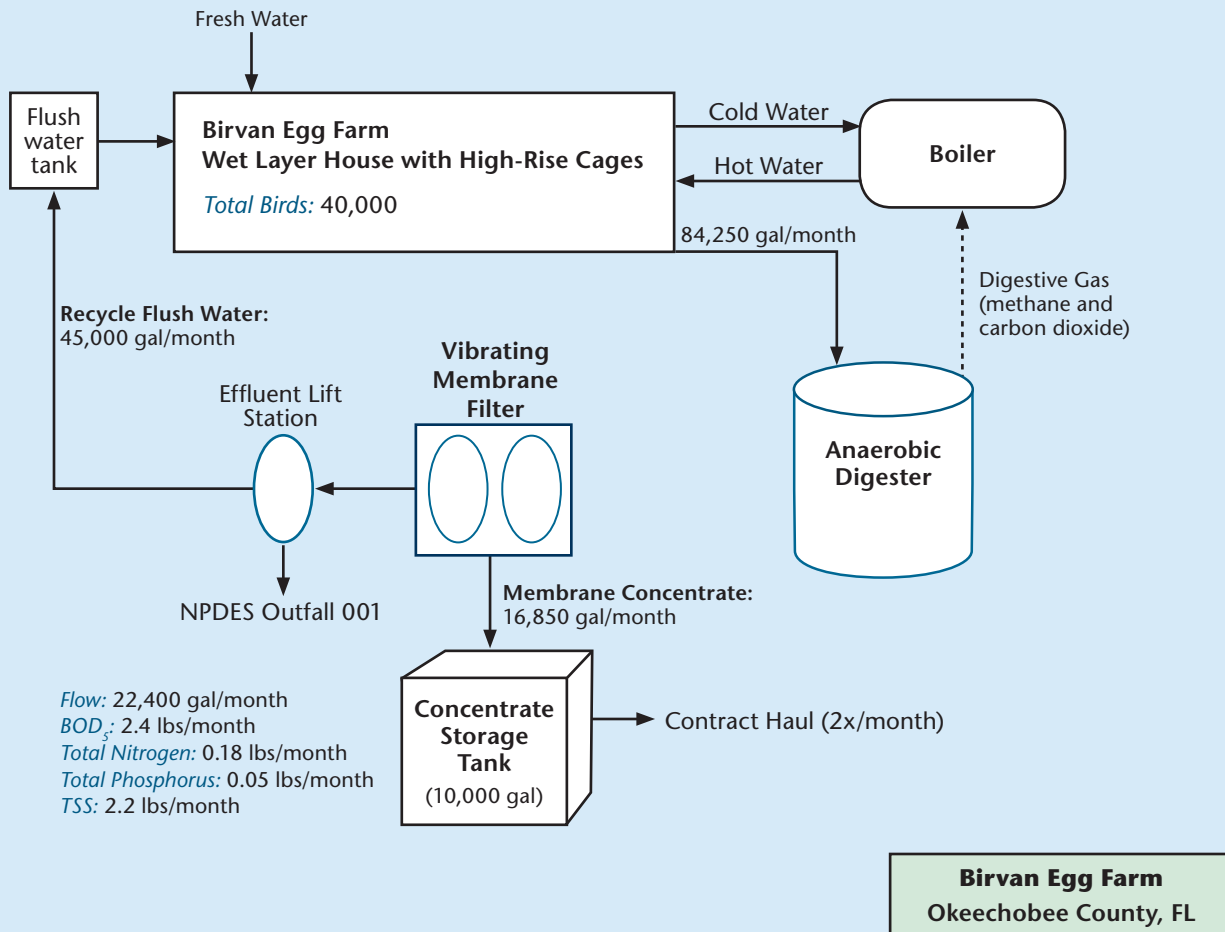 Fresh Water
Flush
water
tank
Birvan Egg Farm
Wet Layer House with High-Rise Cages
Total Birds: 40,000
Cold Water
Hot Water
Boiler
84,250 gal/month
Digestive Gas
(methane and
carbon dioxide)
Recycle Flush Water:
45,000 gal/month
Vibrating
Membrane
Filter
Effluent Lift
Station
Anaerobic
Digester
NPDES Outfall 001
Membrane Concentrate:
16,850 gal/month
Flow: 22,400 gal/month
BOD5: 2.4 lbs/month
Total Nitrogen: 0.18 lbs/month
Total Phosphorus: 0.05 lbs/month
TSS: 2.2 lbs/month
Concentrate
Storage
Tank
(10,000 gal)
Contract Haul (2x/month)
Birvan Egg Farm
Okeechobee County, FL